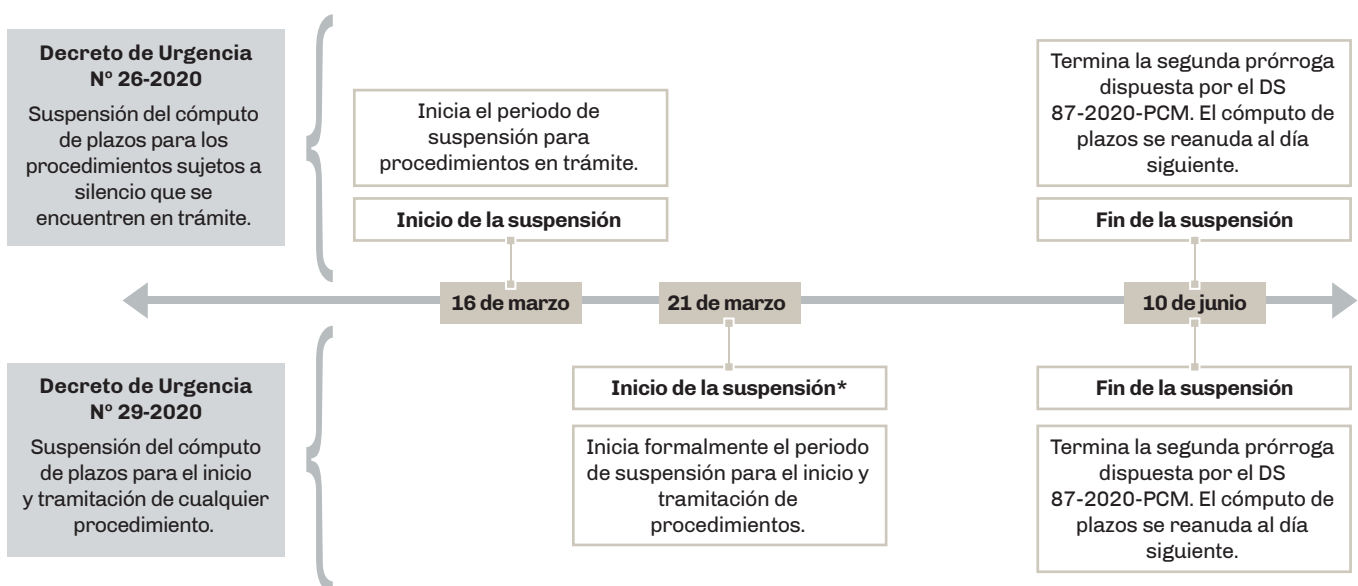 Decreto de Urgencia
Nº 26-2020
Suspensión del cómputo
de plazos para los
procedimientos sujetos a
silencio que se
encuentren en trámite.
Inicia el periodo de
suspensión para
procedimientos en trámite.
Inicio de la suspensión
Termina la segunda prórroga
dispuesta por el DS
87-2020-PCM. El cómputo de
plazos se reanuda al día
siguiente.
Fin de la suspensión
16 de marzo
21 de marzo
10 de junio
Decreto de Urgencia
Nº 29-2020
Suspensión del cómputo
de plazos para el inicio
y tramitación de cualquier
procedimiento.
Inicio de la suspensión*
Inicia formalmente el periodo
de suspensión para el inicio y
tramitación de
procedimientos.
Fin de la suspensión
Termina la segunda prórroga
dispuesta por el DS
87-2020-PCM. El cómputo de
plazos se reanuda al día
siguiente.